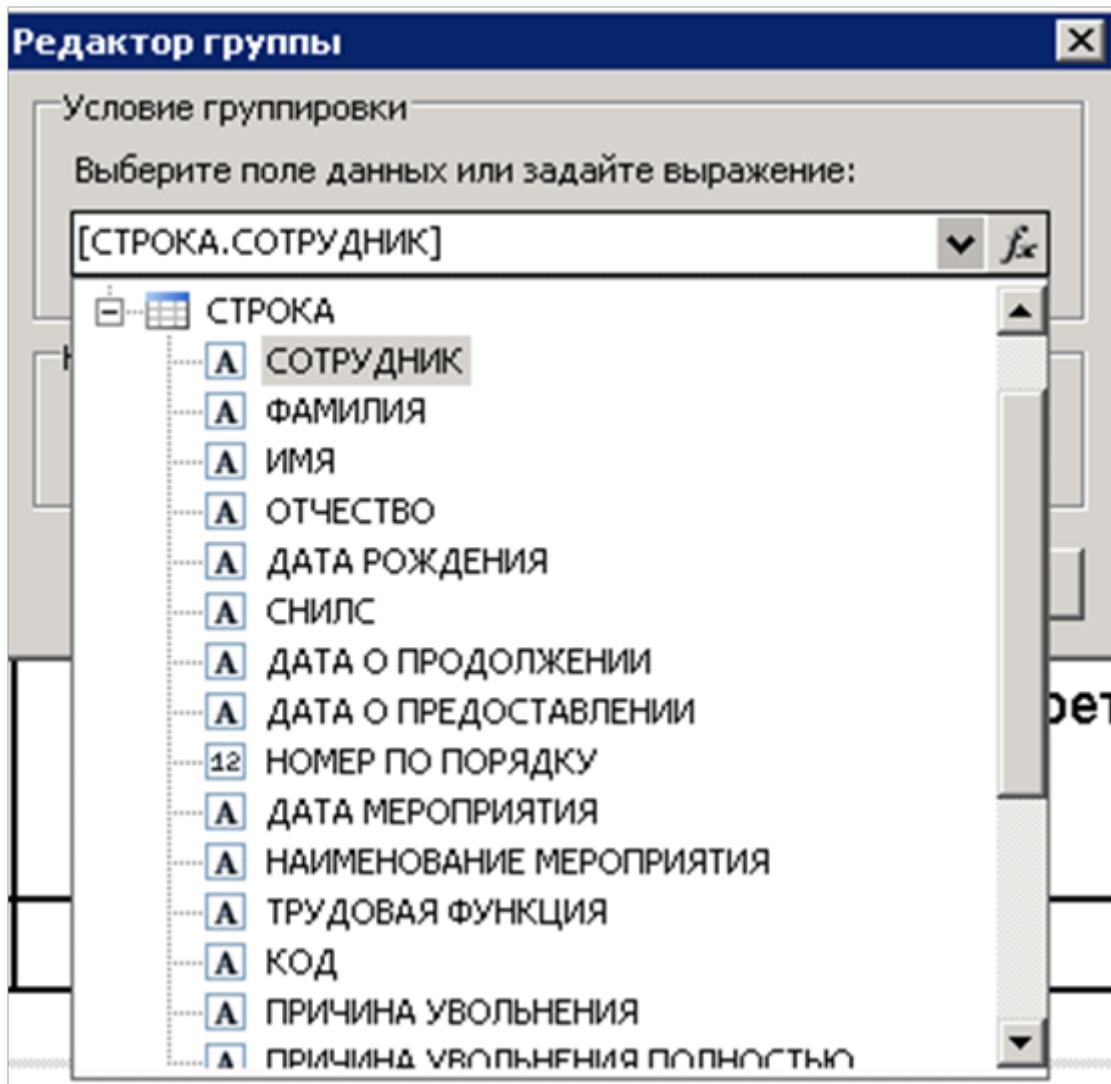 Редактор группы
Условие группировки
Выберите поле данных или задайте выражение:
[СТРОКА.СОТРУДНИК]
СТРОКА
СОТРУДНИК
ФАМИЛИЯ
ИМЯ
ОТЧЕСТВО
ДАТА РОЖДЕНИЯ
СНИЛС
ДАТА О ПРОДОЛЖЕНИИ
ДАТА О ПРЕДОСТАВЛЕНИИ
12 НОМЕР ПО ПОРЯДКУ
ДАТА МЕРОПРИЯТИЯ
НАИМЕНОВАНИЕ МЕРОПРИЯТИЯ
ТРУДОВАЯ ФУНКЦИЯ
КОД
ПРИЧИНА УВОЛЬНЕНИЯ
ПРИЧИНА УВОЛЬНЕНИЯ ПОЛНОСТЬЮ